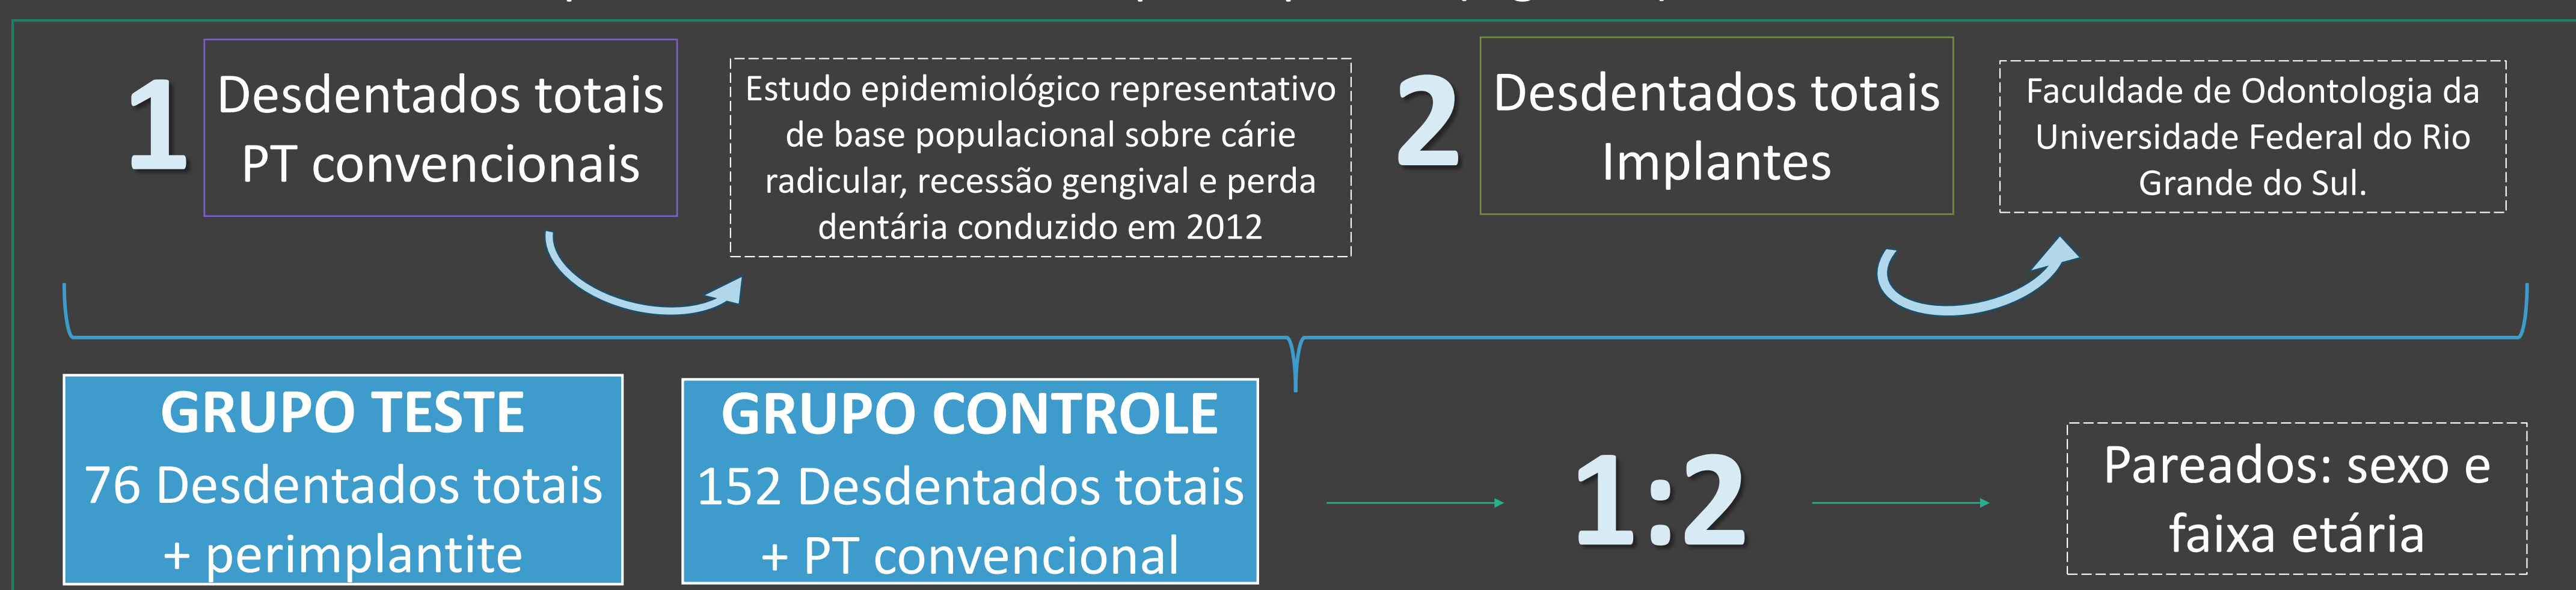 1
Desdentados totais
PT convencionais
Estudo epidemiológico representativo
de base populacional sobre cárie
radicular, recessão gengival e perda
dentária conduzido em 2012
2
Desdentados totais
Implantes
Faculdade de Odontologia da
Universidade Federal do Rio
Grande do Sul.
GRUPO TESTE
76 Desdentados totais
+ perimplantite
GRUPO CONTROLE
152 Desdentados totais
+ PT convencional
1:2
Pareados: sexo e
faixa etária